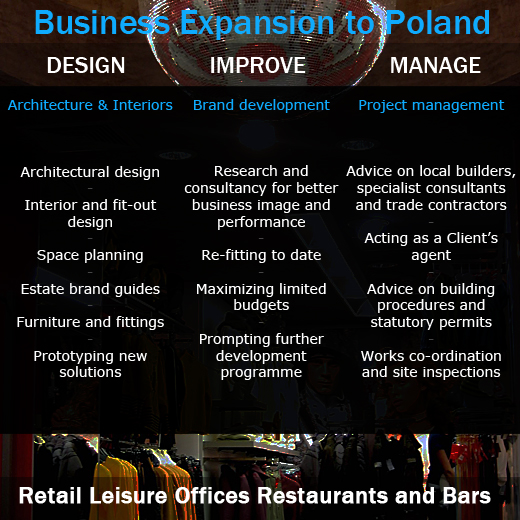 Business Expansion to Poland
DESIGN
IMPROVE
MANAGE
Architecture & Interiors
Brand development
Project management
Architectural design
-
Interior and fit-out
design
-
Space planning
-
Estate brand guides
-
Furniture and fittings
-
Prototyping new
solutions
Research and
consultancy for better
business image and
performance
-
Re-fitting to date
-
Maximizing limited
budgets
-
Prompting further
development
programme
Advice on local builders,
specialist consultants
and trade contractors
-
Acting as a Client's
agent
-
Advice on building
procedures and
statutory permits
-
Works co-ordination
and site inspections
Retail Leisure Offices Restaurants and Bars